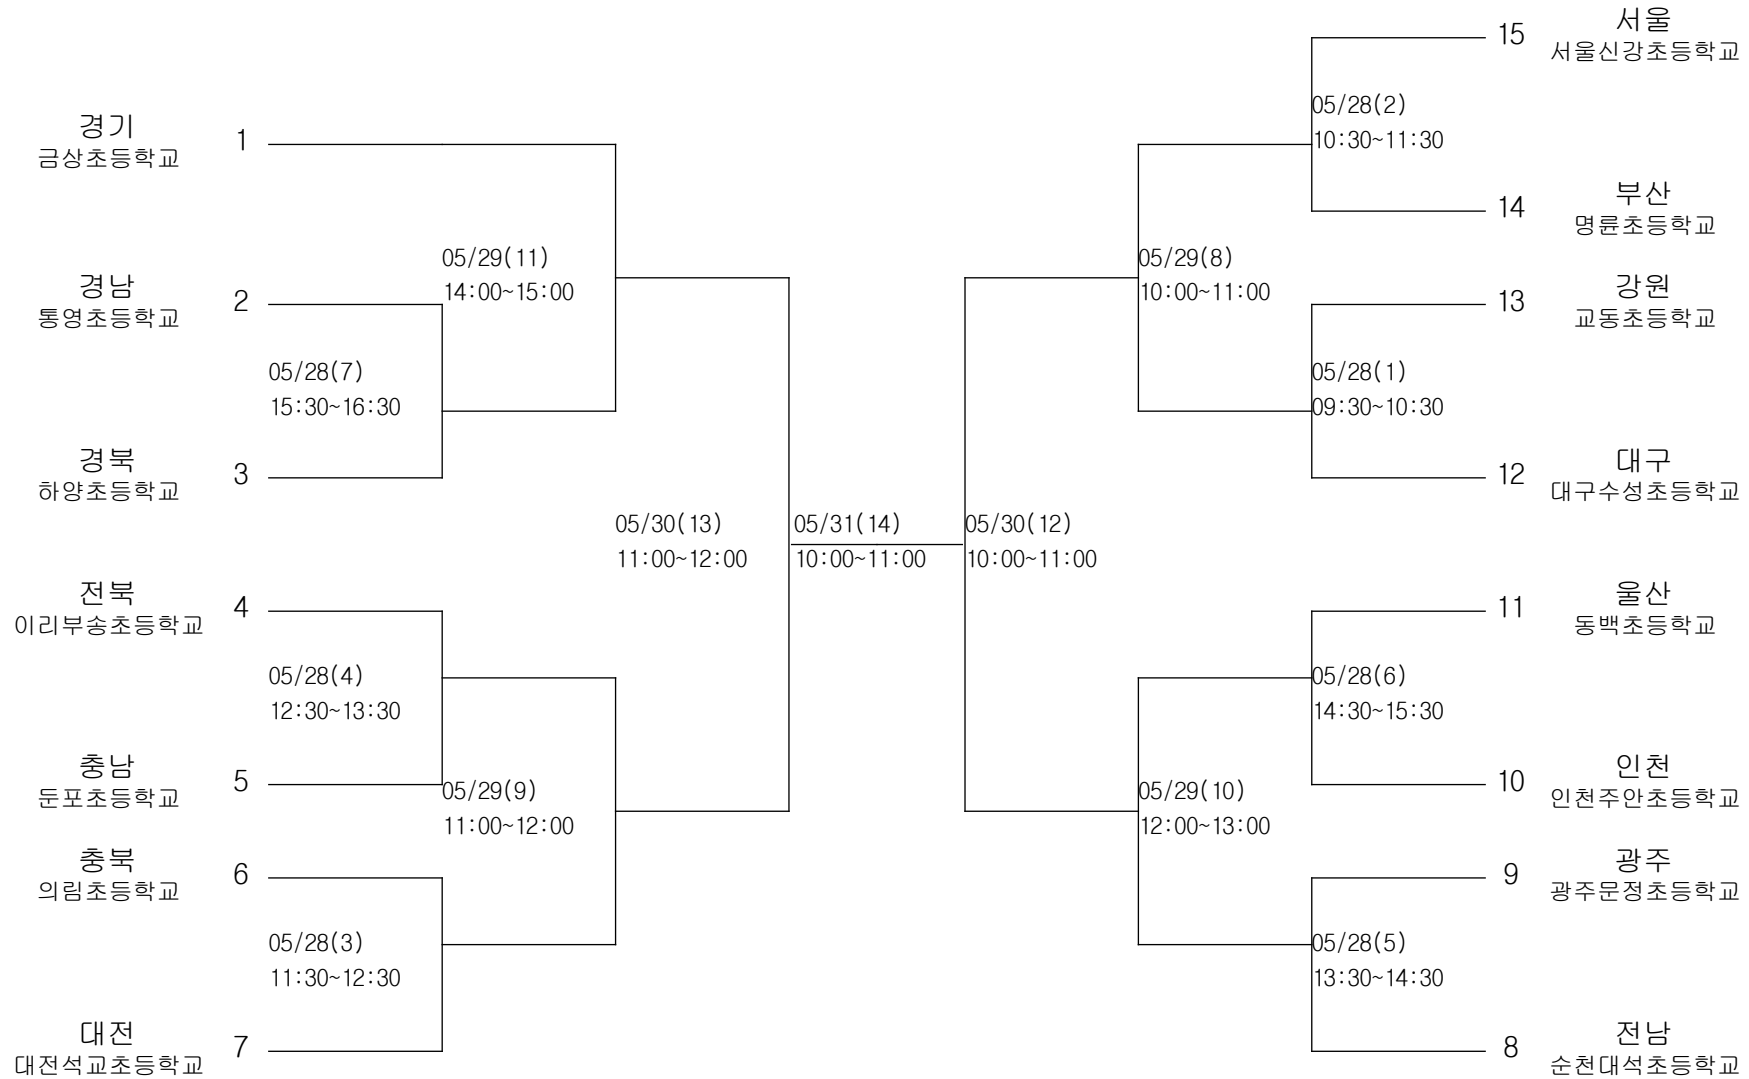 경기
금상초등학교
1
경남
통영초등학교
2
05/28(7)
15:30~16:30
경북
하양초등학교
3
05/29(11)
14:00~15:00
전북
이리부송초등학교
4
05/28(4)
12:30~13:30
충남
둔포초등학교
5
05/29(9)
11:00~12:00
충북
의림초등학교
6
05/28(3)
11:30~12:30
대전
대전석교초등학교
7
05/30(13)
11:00~12:00
05/31(14)
10:00~11:00
05/30(12)
10:00~11:00
15
서울
서울신강초등학교
05/28(2)
10:30~11:30
14
부산
명륜초등학교
05/29(8)
10:00~11:00
13
강원
교동초등학교
05/28(1)
09:30~10:30
12
대구
대구수성초등학교
11
울산
동백초등학교
05/28(6)
14:30~15:30
10
인천
인천주안초등학교
05/29(10)
12:00~13:00
9
광주
광주문정초등학교
05/28(5)
13:30~14:30
8
전남
순천대석초등학교